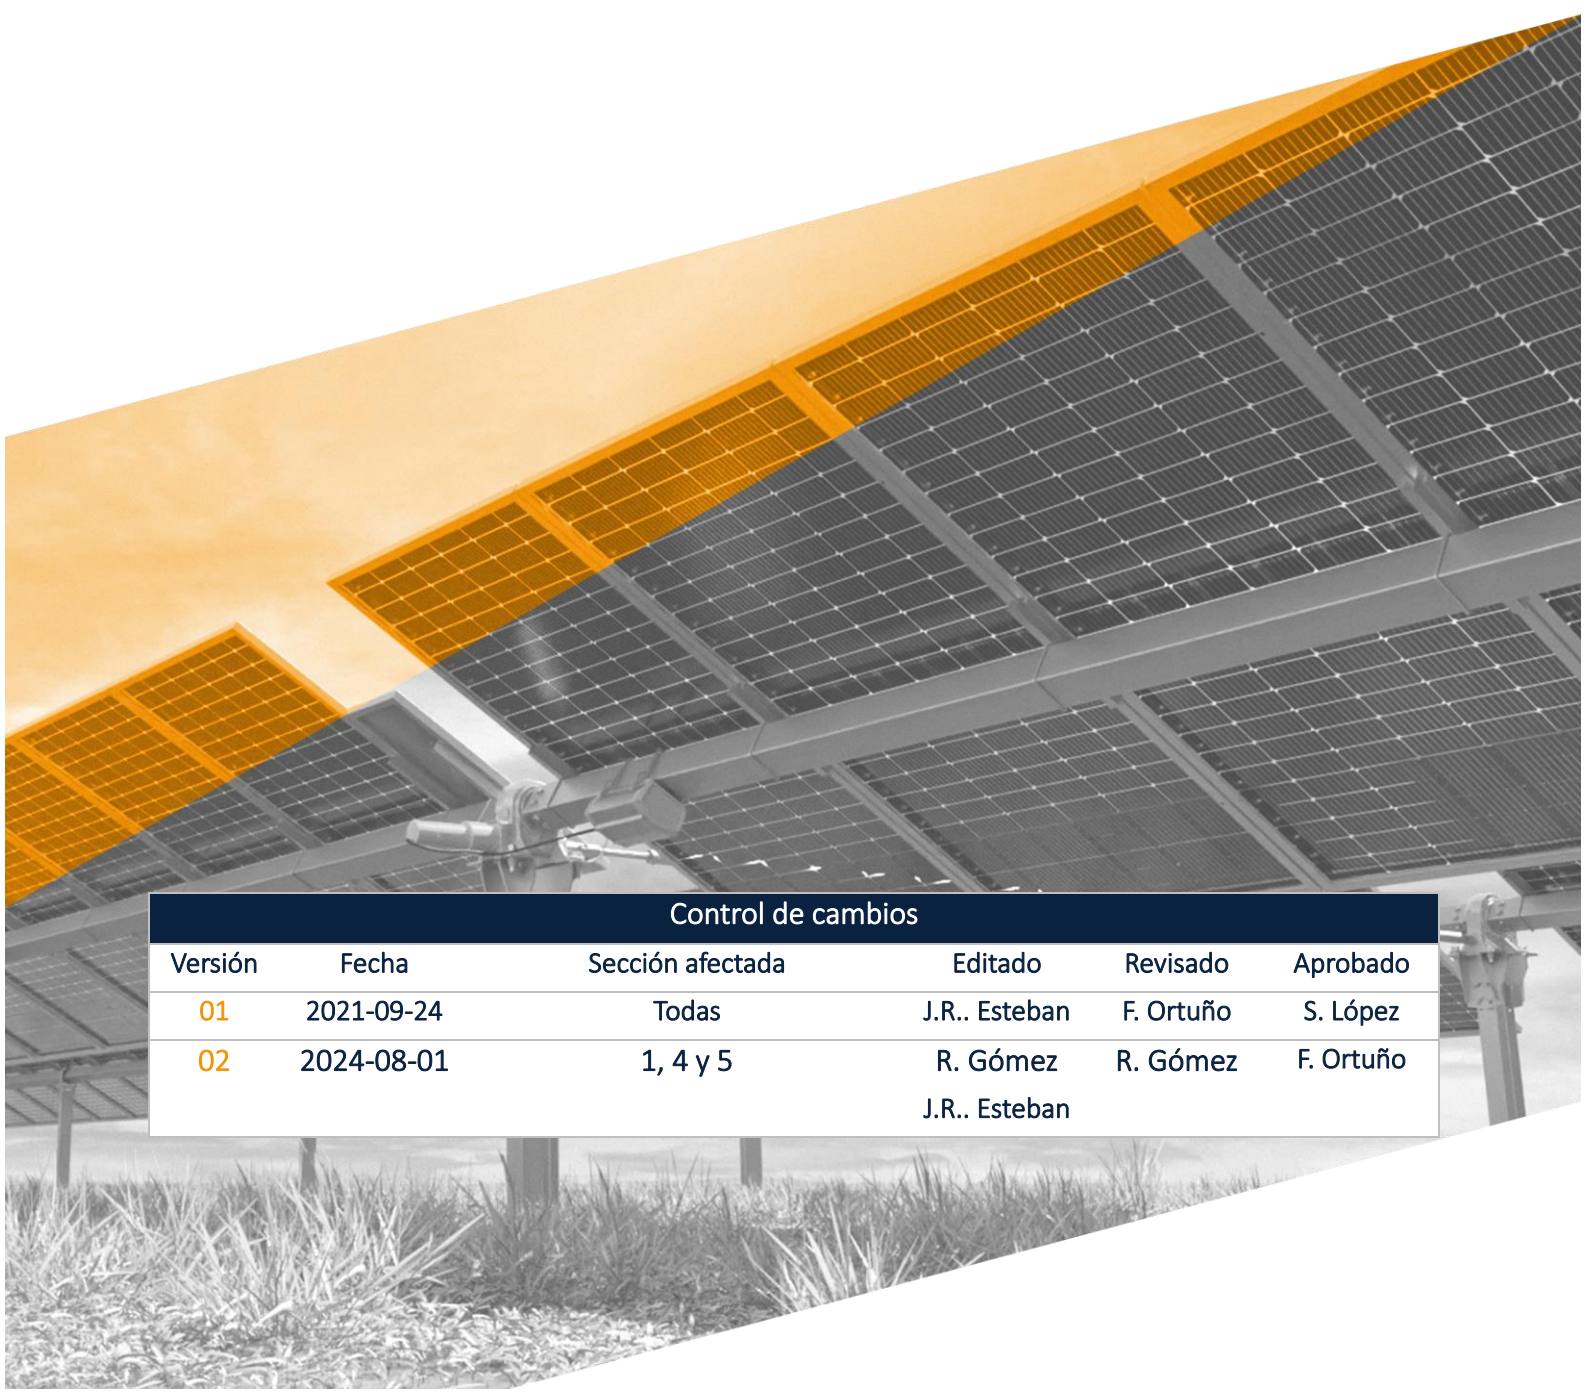 Control de cambios
Versión Fecha Sección afectada Editado Revisado Aprobado
01 2021-09-24 Todas J.R.. Esteban F. Ortuño S. López
02 2024-08-01 1, 4 y 5 R. Gómez R. Gómez F. Ortuño
J.R.. Esteban